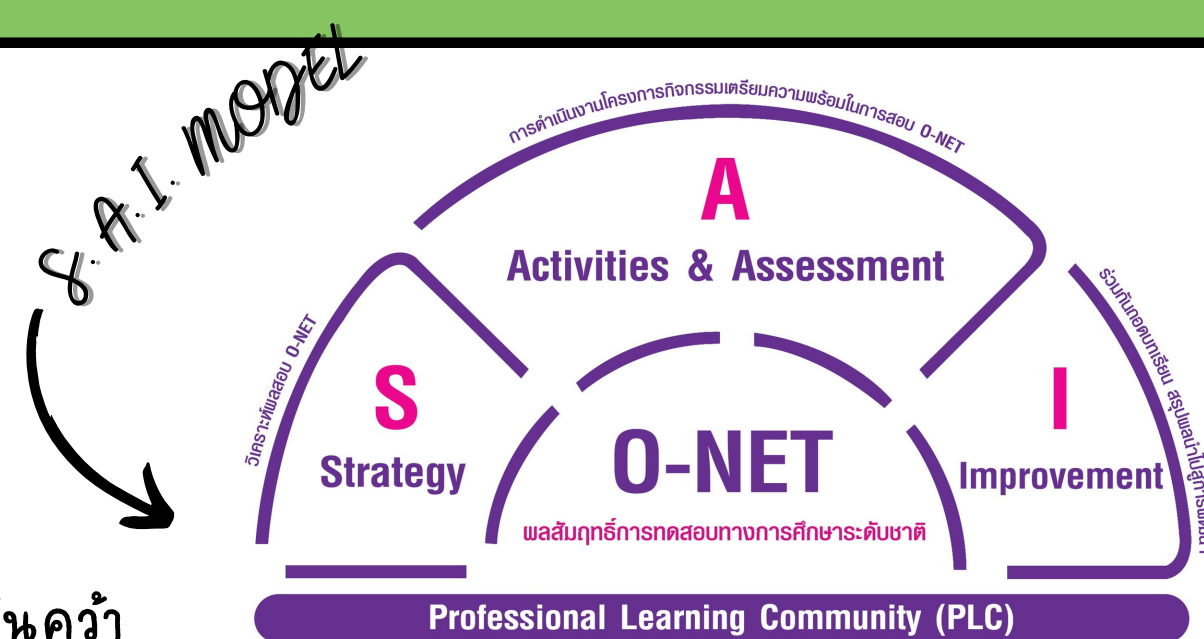 S. A. I. MODEL
การดำเนินงานโครงการกิจกรรมเตรียมความพร้อมในการสอบ O-NET
A
Activities & Assessment
วิเคราะห์ผลสอบ O-NET
S
Strategy
ร่วมกันถอดบทเรียน สรุปผลนำไปสู่การพัฒนา
I
Improvement
O-NET
ผลสัมฤทธิ์การทดสอบทางการศึกษาระดับชาติ
Professional Learning Community (PLC)